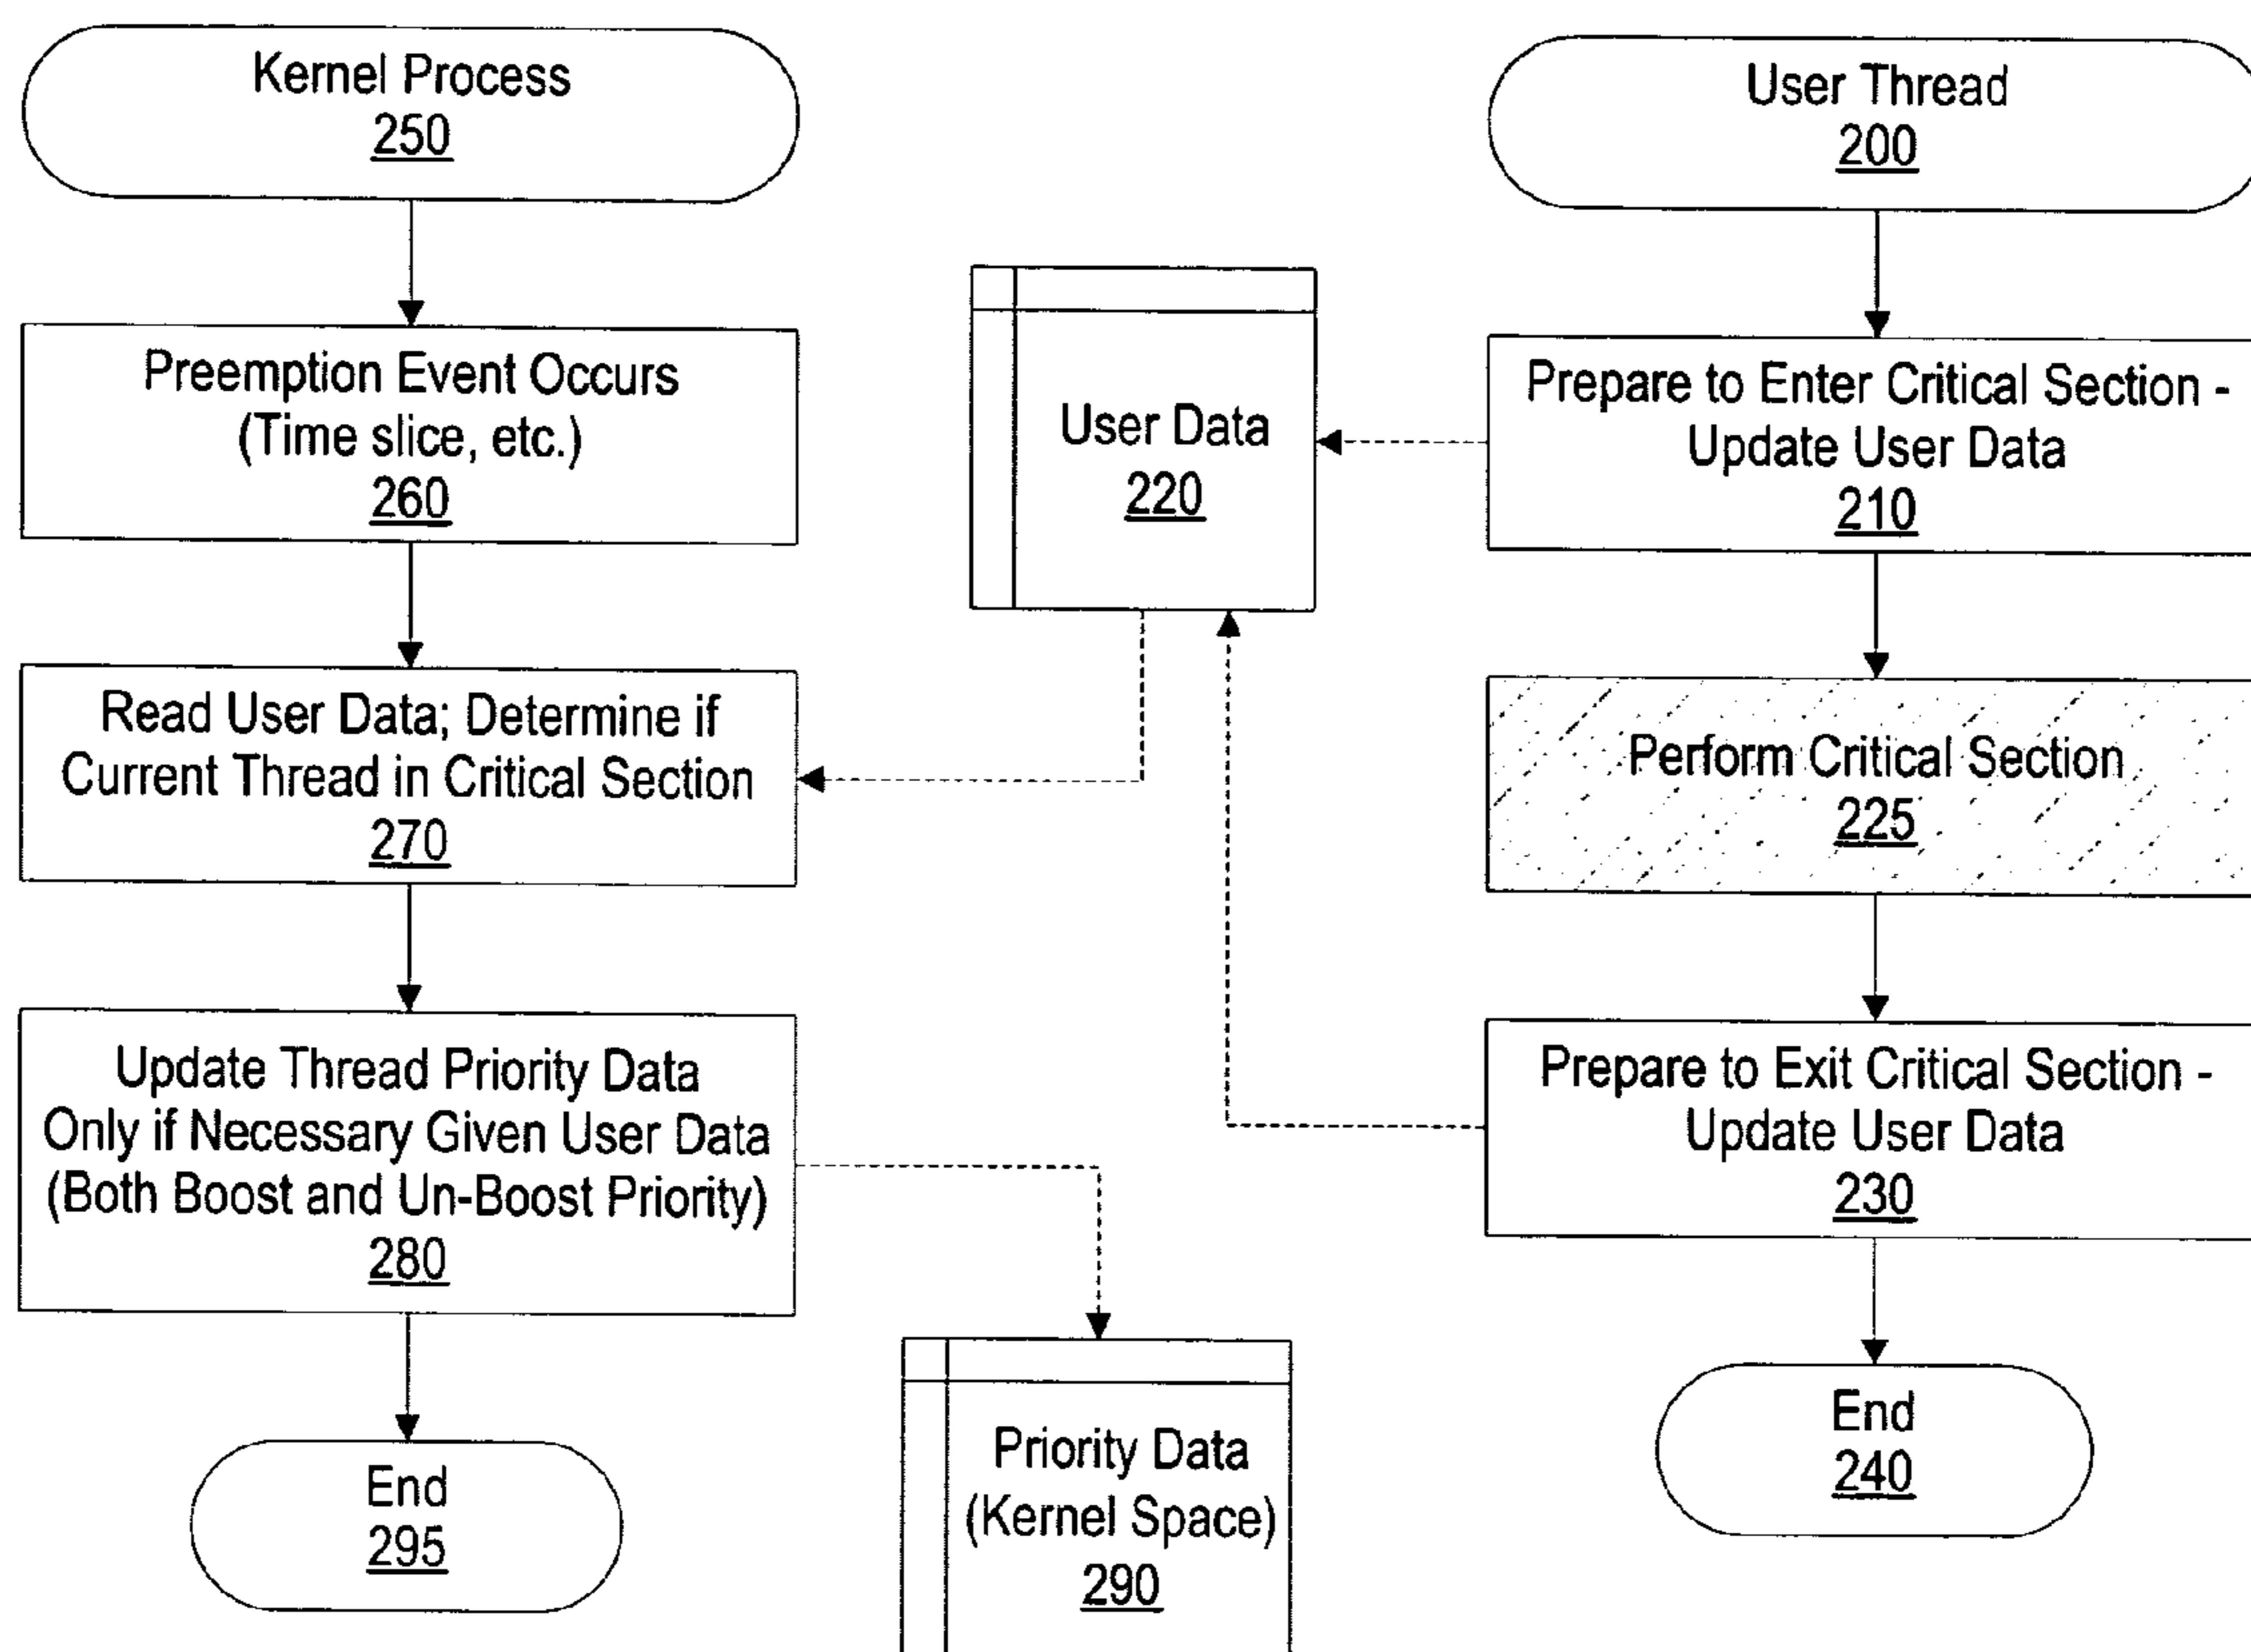 Kernel Process
250
Preemption Event Occurs
(Time slice, etc.)
260
Read User Data; Determine if
Current Thread in Critical Section
270
Update Thread Priority Data
Only if Necessary Given User Data
(Both Boost and Un-Boost Priority)
280
End
295
User Data
220
Priority Data
(Kernel Space)
290
User Thread
200
Prepare to Enter Critical Section -
Update User Data
210
Perform Critical Section
225
Prepare to Exit Critical Section -
Update User Data
230
End
240